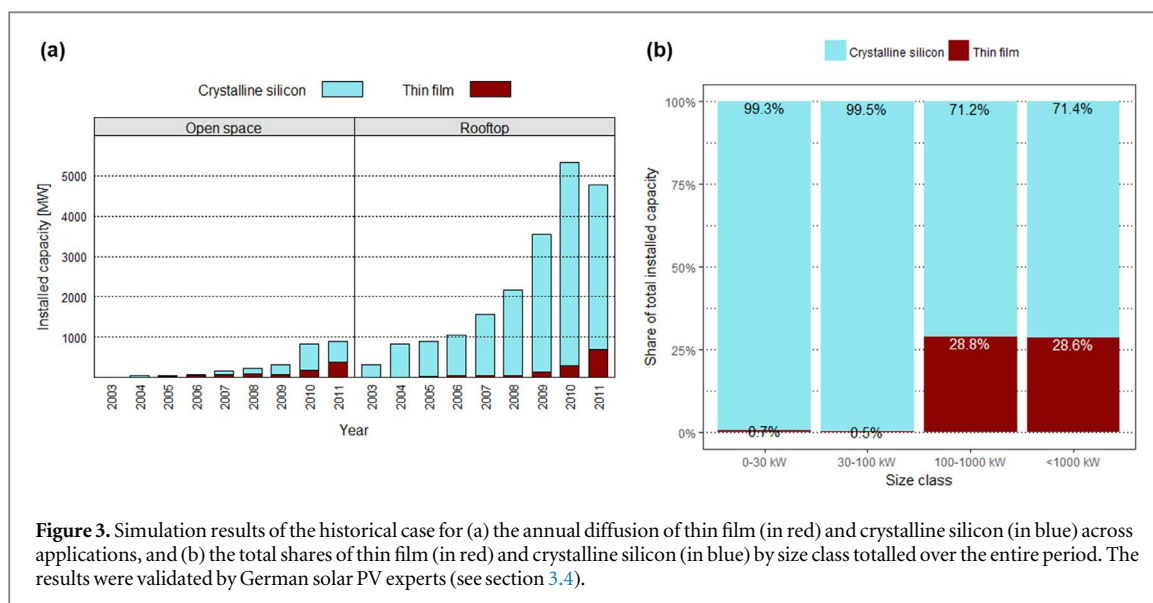 (a)
Crystalline silicon
Thin film
Open space
Rooftop
Installed capacity [MW]
5000
4000
3000
2000
1000
2003
2004
2005
2006
2007
2008
2009
2010
2011
2003
2004
2005
2006
2007
2008
2009
2010
2011
Year
(b)
Crystalline silicon
Thin film
Share of total installed capacity
100%
75%
50%
25%
0%
99.3%
99.5%
71.2%
71.4%
28.8%
28.6%
0.7%
0.5%
0-30 kW
30-100 kW
100-1000 kW
<1000 kW
Size class
Figure 3. Simulation results of the historical case for (a) the annual diffusion of thin film (in red) and crystalline silicon (in blue) across
applications, and (b) the total shares of thin film (in red) and crystalline silicon (in blue) by size class totalled over the entire period. The
results were validated by German solar PV experts (see section 3.4).